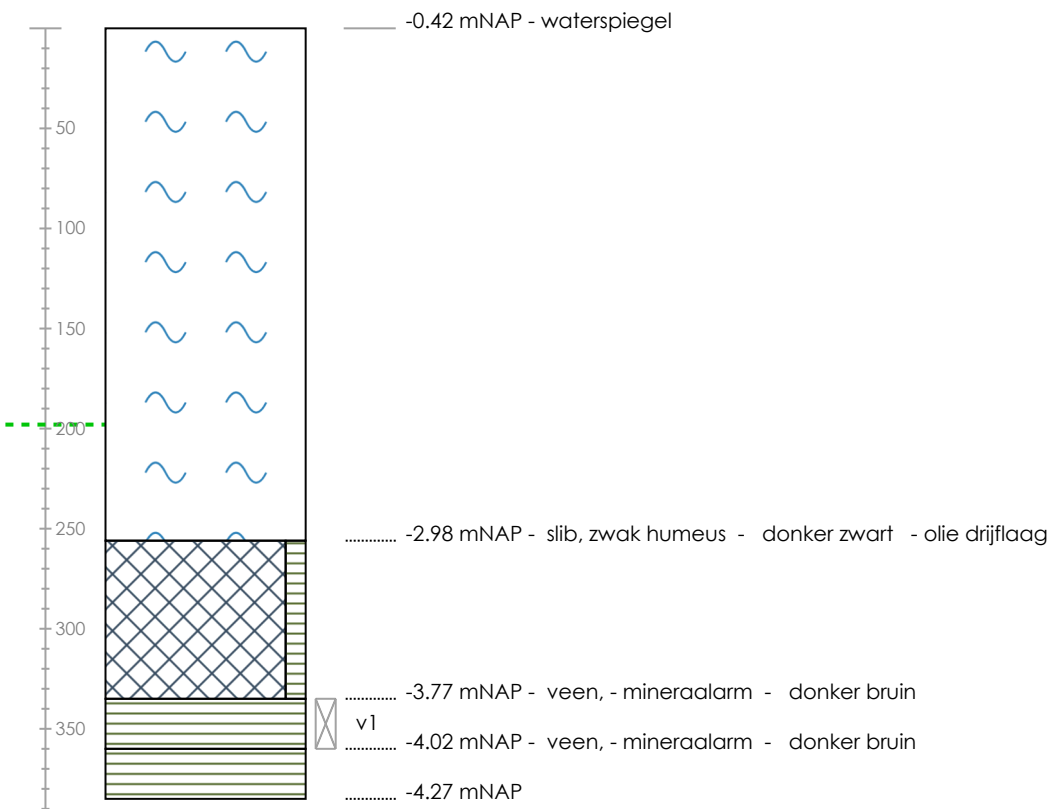 -0.42 mNAP - waterspiegel
50
100
150
200
250
-2.98 mNAP - slib, zwak humeus - donker zwart - olie drijflaag
300
-3.77 mNAP - veen, - mineraalarm - donker bruin
v1
350
-4.02 mNAP - veen, - mineraalarm - donker bruin
-4.27 mNAP